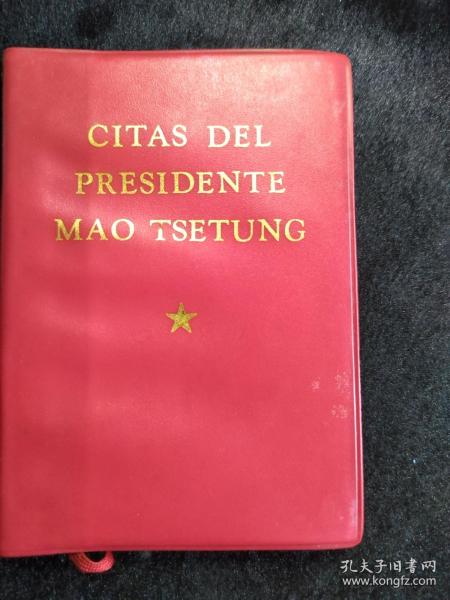 CITAS DEL
PRESIDENTE
MAO TSETUNG
孔夫子旧书网
www.kongfz.com